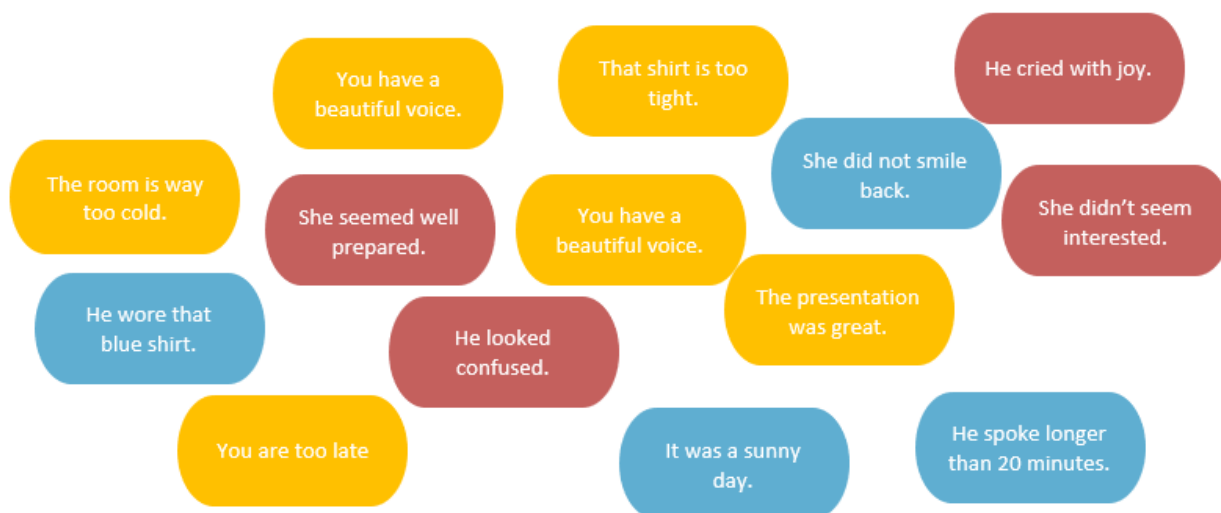 You have a
beautiful voice.
That shirt is too
tight.
He cried with joy.
The room is way
too cold.
She seemed well
prepared.
You have a
beautiful voice.
She did not smile
back.
She didn’t seem
interested.
He wore that
blue shirt.
He looked
confused.
The presentation
was great.
You are too late
It was a sunny
day.
He spoke longer
than 20 minutes.